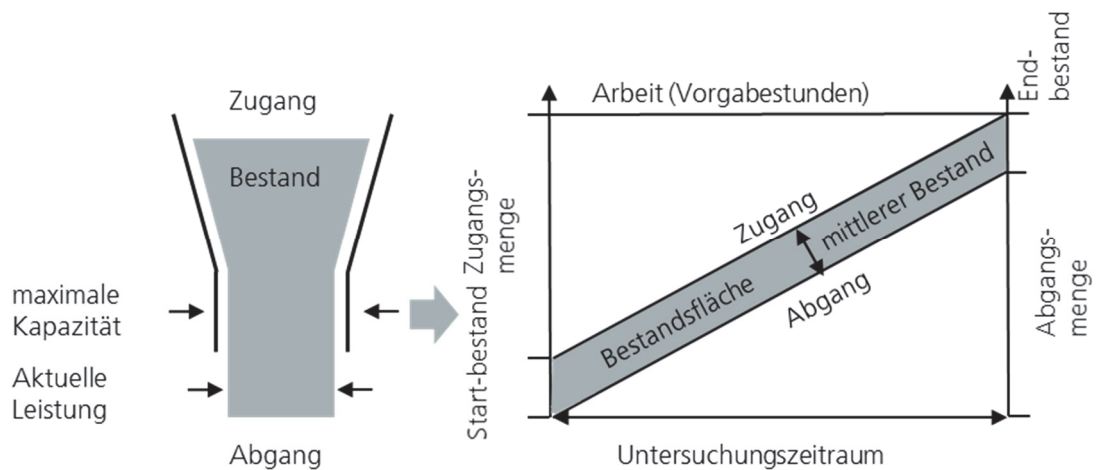 Zugang
Bestand
maximale
Kapazität
Aktuelle
Leistung
Abgang
Arbeit (Vorgabestunden)
Start-bestand
Zugangs-
menge
Zugang
mittlerer Bestand
Bestandsfläche
Abgang
End-
bestand
Abgangs-
menge
Untersuchungszeitraum